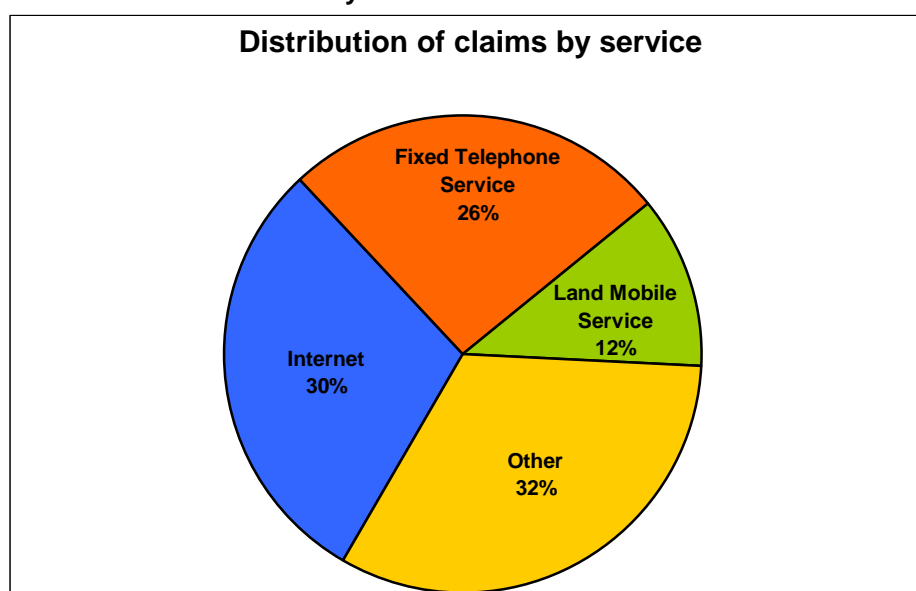 Distribution of claims by service
Fixed Telephone
Service
26%
Land Mobile
Service
12%
Internet
30%
Other
32%